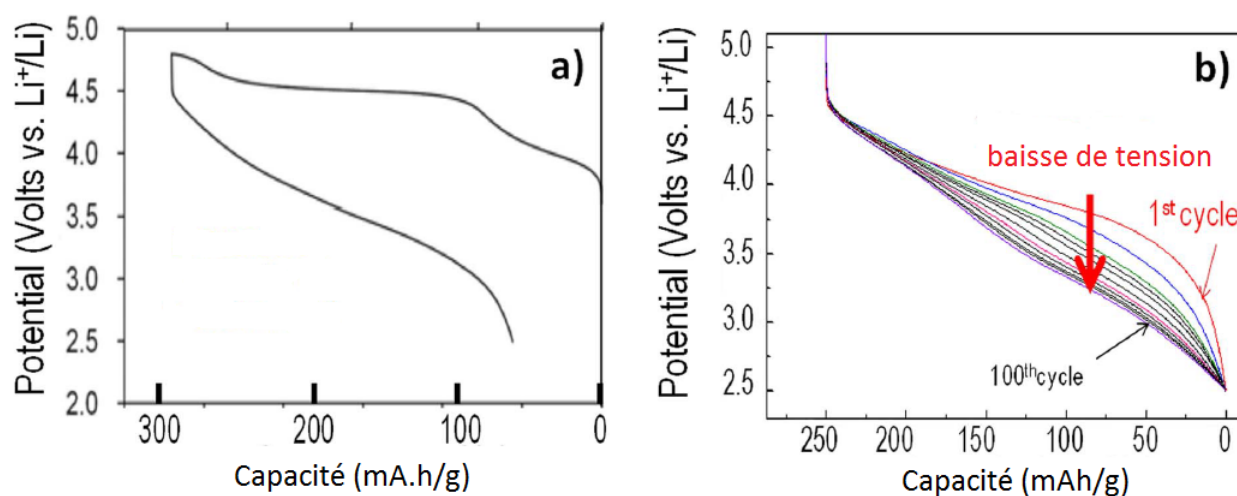 a)
Potential (Volts vs. Li⁺/Li)
5.0
4.5
4.0
3.5
3.0
2.5
2.0
300
200
100
0
Capacité (mA.h/g)
b)
Potential (Volts vs. Li⁺/Li)
5.0
4.5
4.0
3.5
3.0
2.5
baisse de tension
1st cycle
100th cycle
250
200
150
100
50
0
Capacité (mAh/g)